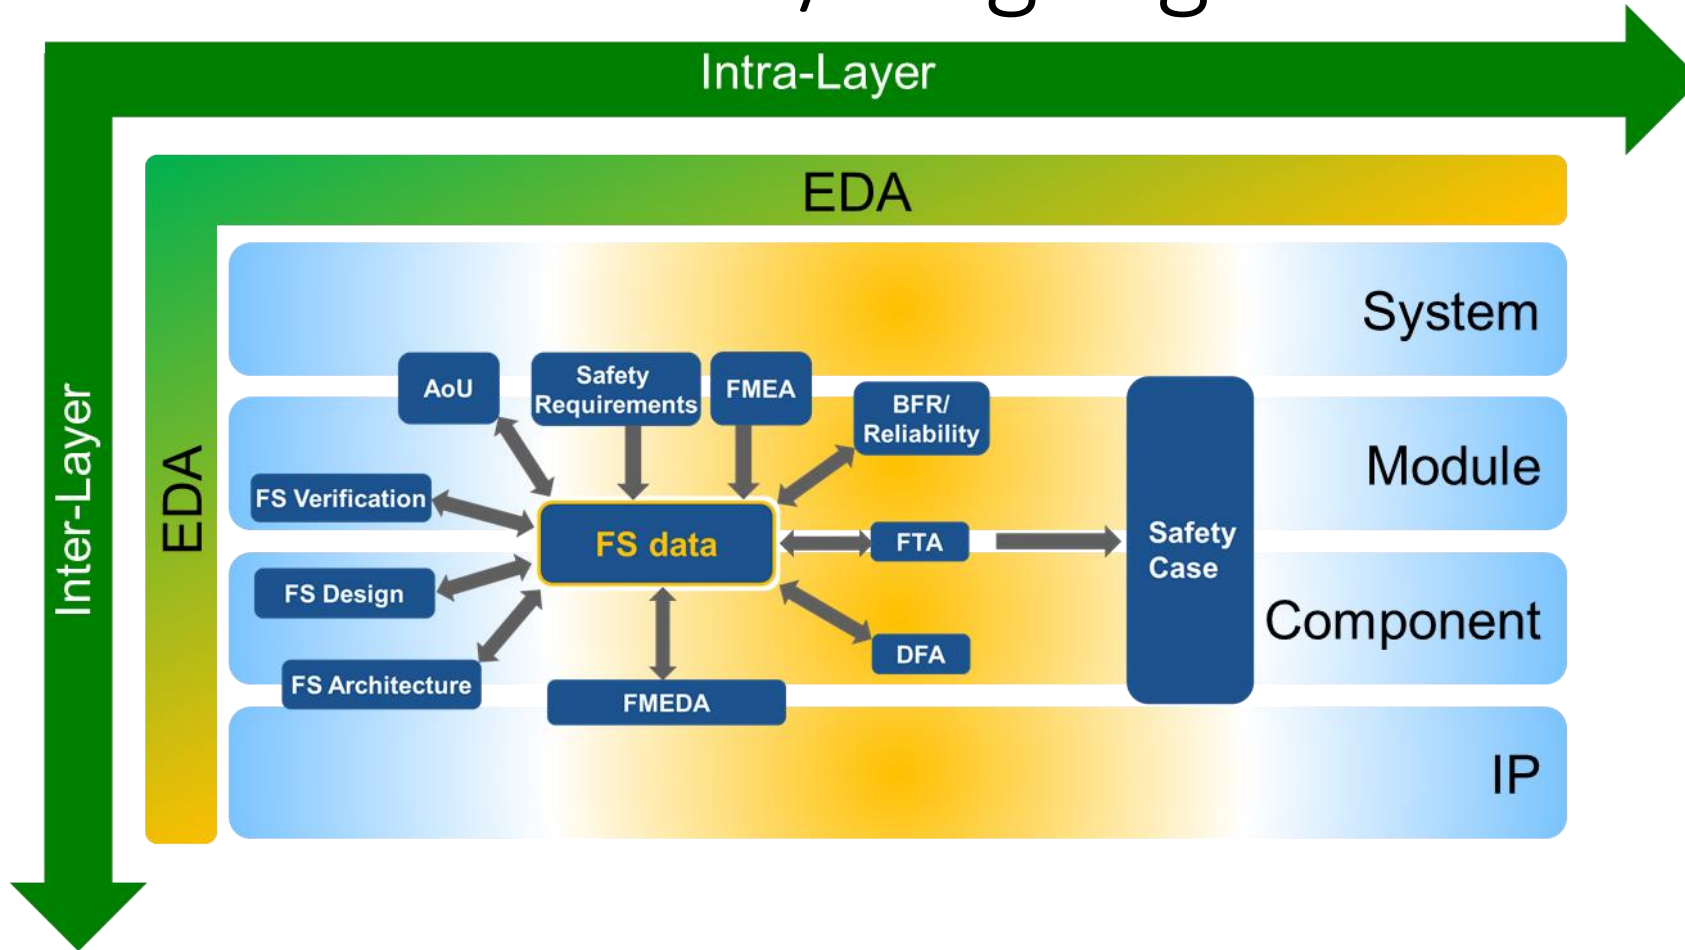 Intra-Layer
Inter-Layer
EDA
EDA
System
Module
Component
IP
AoU
Safety
Requirements
FMEA
BFR/
Reliability
FS Verification
FS data
FTA
Safety
Case
FS Design
DFA
FS Architecture
FMEDA